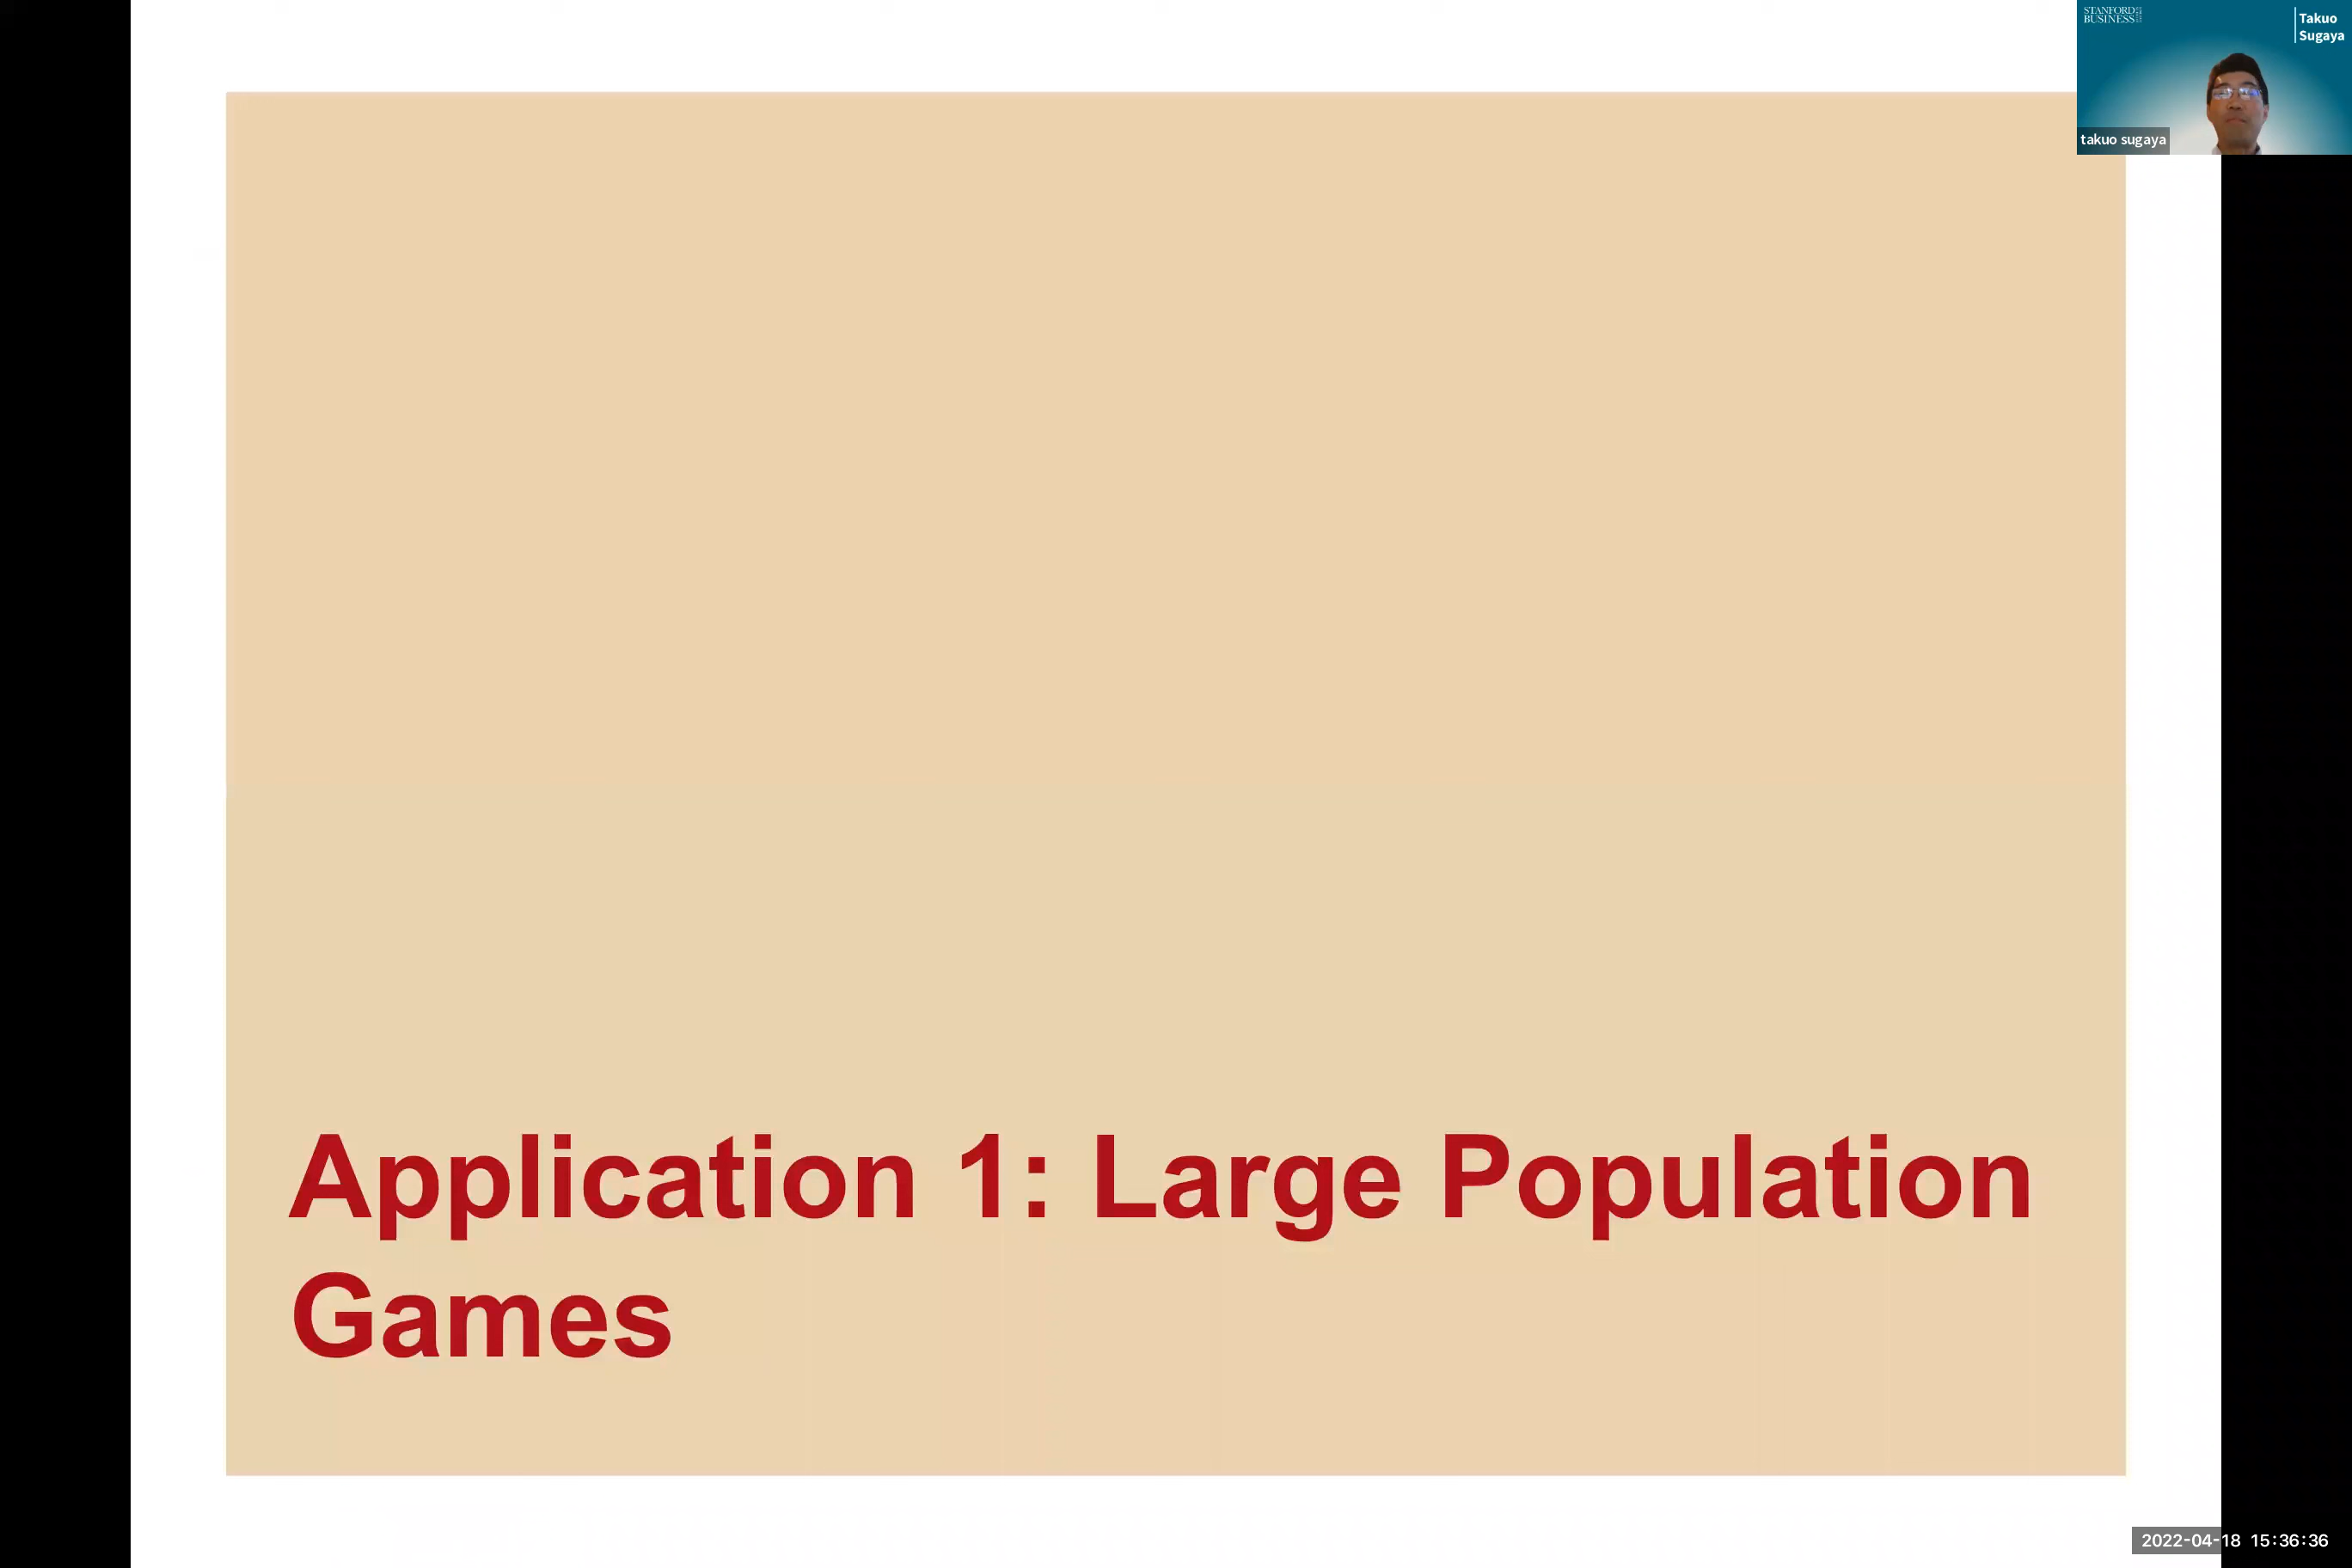 STANFORD
BUSINESS
Takuo
Sugaya
takuo sugaya
Application 1: Large Population
Games
2022-04-18 15:36:36